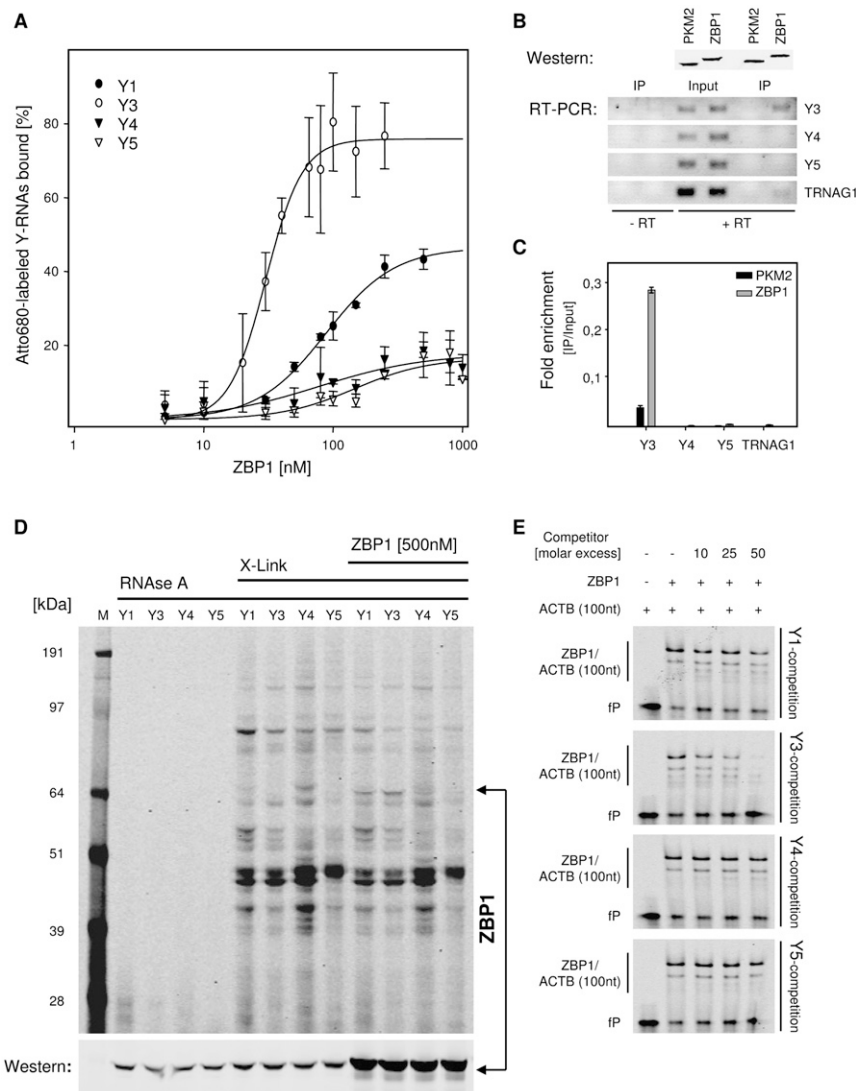 A
Y1
Y3
Y4
Y5
Atto680-labeled Y-RNAs bound [%]
80
60
40
20
1
10
100
1000
ZBP1 [nM]
B
PKM2
ZBP1
PKM2
ZBP1
Western:
IP
Input
IP
RT-PCR:
Y3
Y4
Y5
TRNAG1
- RT
+ RT
C
PKM2
ZBP1
Fold enrichment
[IP/Input]
0,3
0,2
0,1
Y3
Y4
Y5
TRNAG1
D
ZBP1 [500nM]
X-Link
RNAse A
[kDa]
M
Y1 Y3 Y4 Y5 Y1 Y3 Y4 Y5 Y1 Y3 Y4 Y5
191
97
64
51
39
28
ZBP1
Western:
E
Competitor
[molar excess]
- - 10 25 50
ZBP1
- + + + +
ACTB (100nt)
+ + + + +
ZBP1/
ACTB (100nt)
fP
Y1-competition
ZBP1/
ACTB (100nt)
fP
Y3-competition
ZBP1/
ACTB (100nt)
fP
Y4-competition
ZBP1/
ACTB (100nt)
fP
Y5-competition